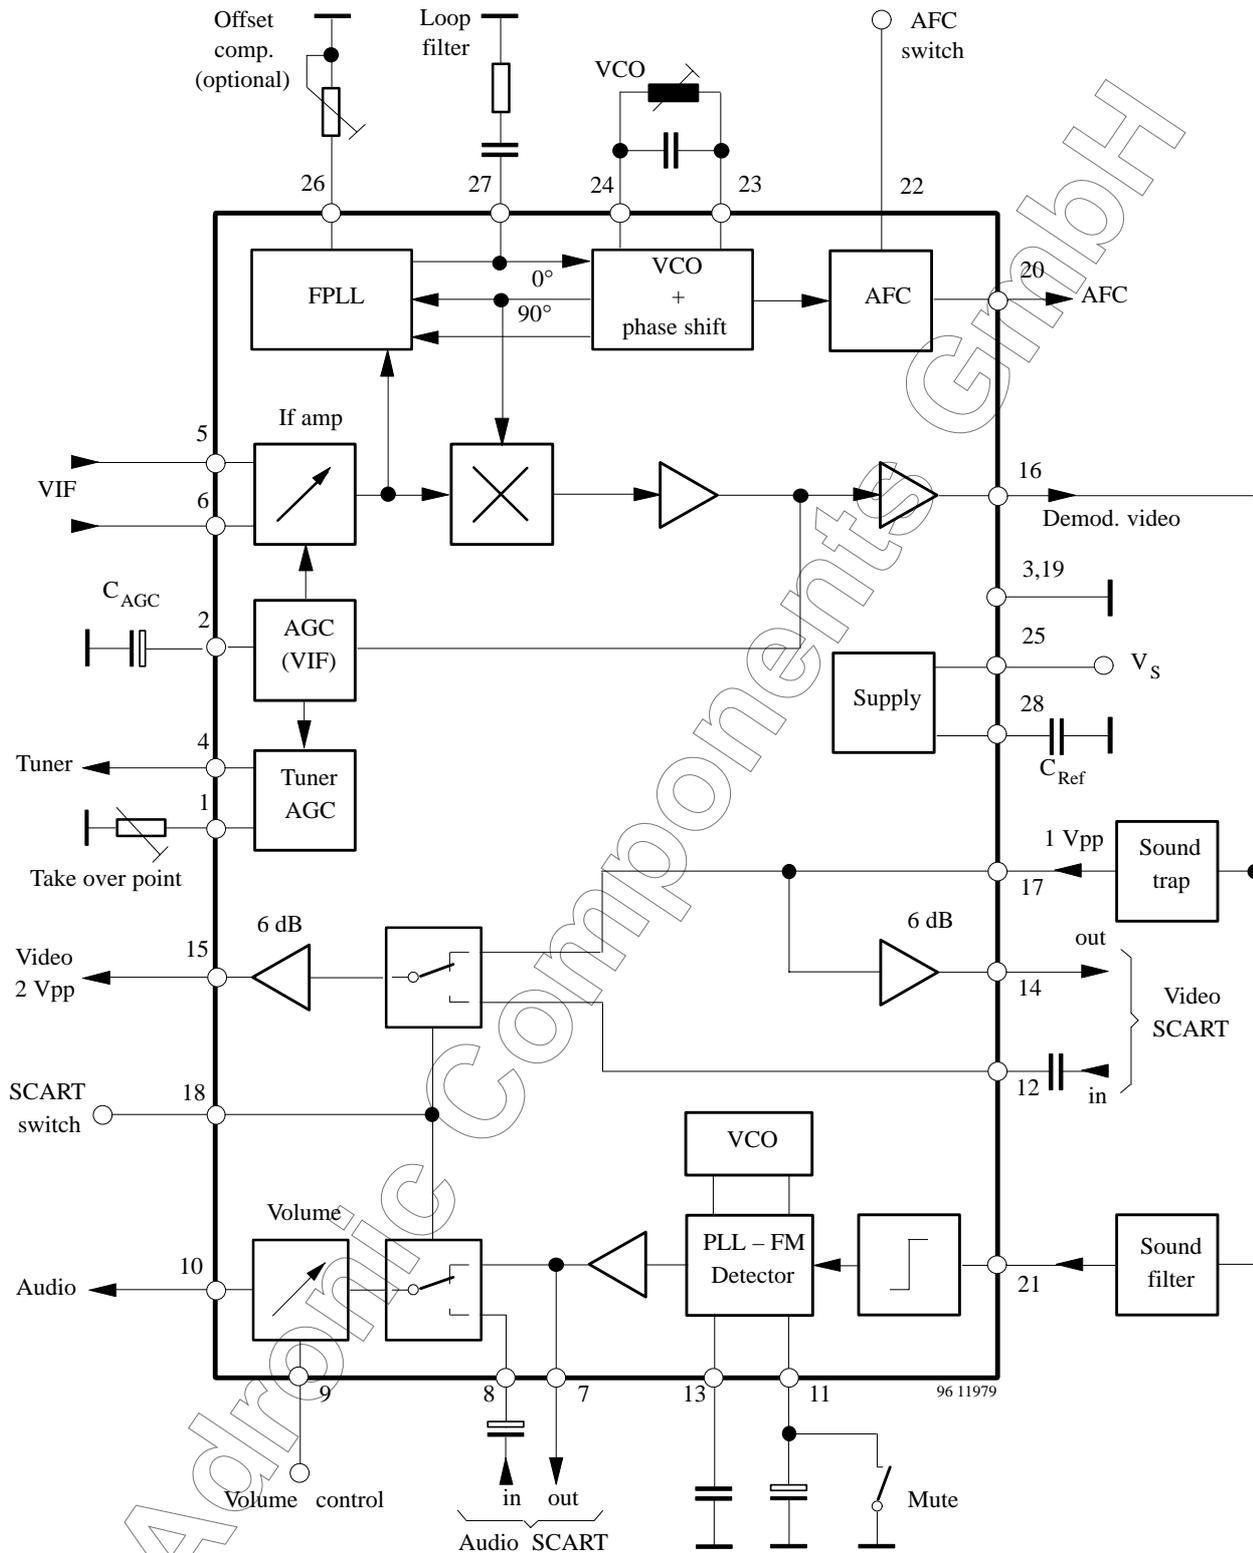 Offset
comp.
(optional)
Loop
filter
VCO
AFC
switch
26
27
24
23
22
FPLL
0°
90°
VCO
+
phase shift
AFC
20
AFC
If amp
5
VIF
6
16
Demod. video
3,19
C AGC
2
AGC
(VIF)
25
V S
Supply
28
C Ref
4
Tuner
Tuner
AGC
1
Take over point
1 Vpp
17
Sound
trap
6 dB
15
Video
2 Vpp
6 dB
out
14
Video
SCART
12
in
SCART
switch
18
VCO
Volume
10
Audio
PLL – FM
Detector
21
Sound
filter
9
8
7
13
11
96 11979
Volume control
in
out
Audio SCART
Mute
Adronic Components GmbH